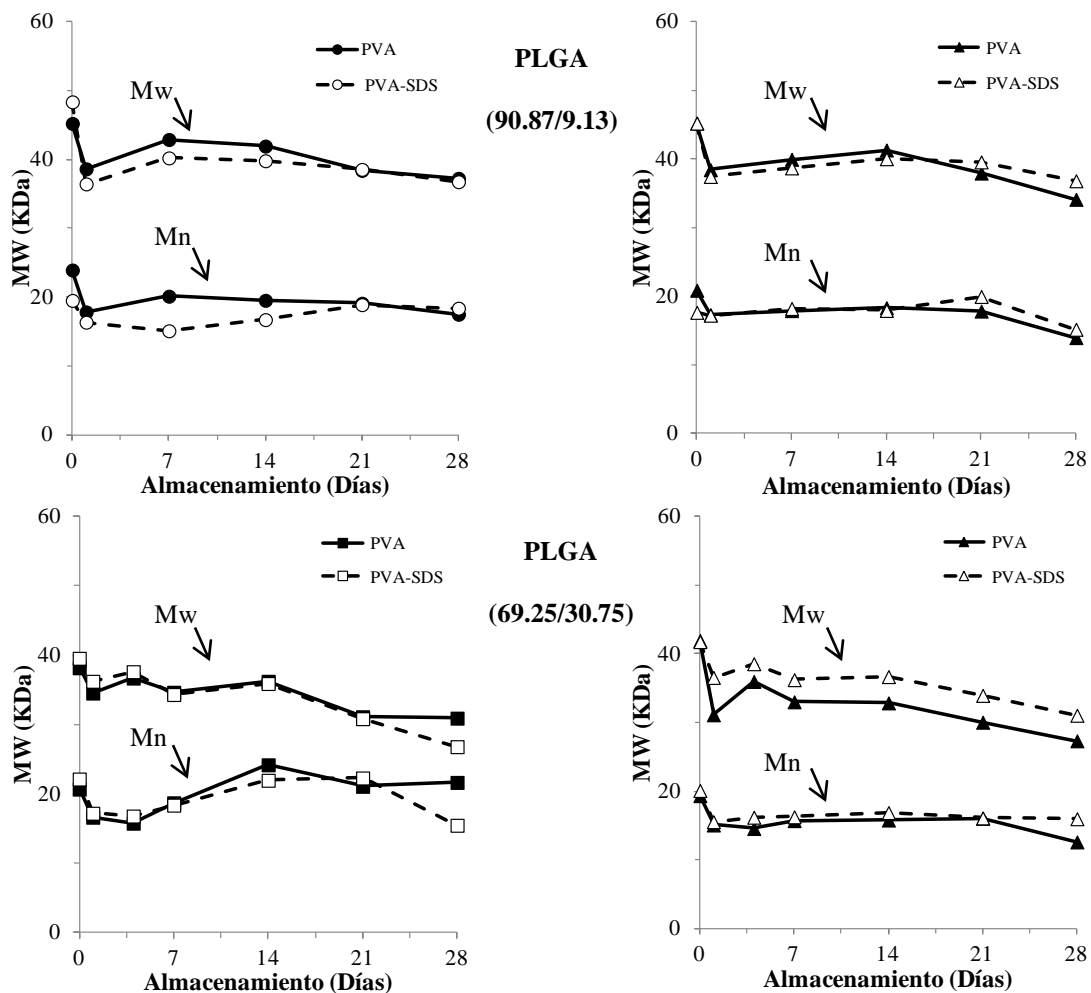 60
40
20
0
MW (KDa)
PVA
PVA-SDS
Mw
Mn
0 7 14 21 28
Almacenamiento (Días)
PLGA
(90.87/9.13)
60
40
20
0
MW (KDa)
PVA
PVA-SDS
Mw
Mn
0 7 14 21 28
Almacenamiento (Días)
60
40
20
0
MW (KDa)
PVA
PVA-SDS
Mw
Mn
0 7 14 21 28
Almacenamiento (Días)
PLGA
(69.25/30.75)
60
40
20
0
MW (KDa)
PVA
PVA-SDS
Mw
Mn
0 7 14 21 28
Almacenamiento (Días)